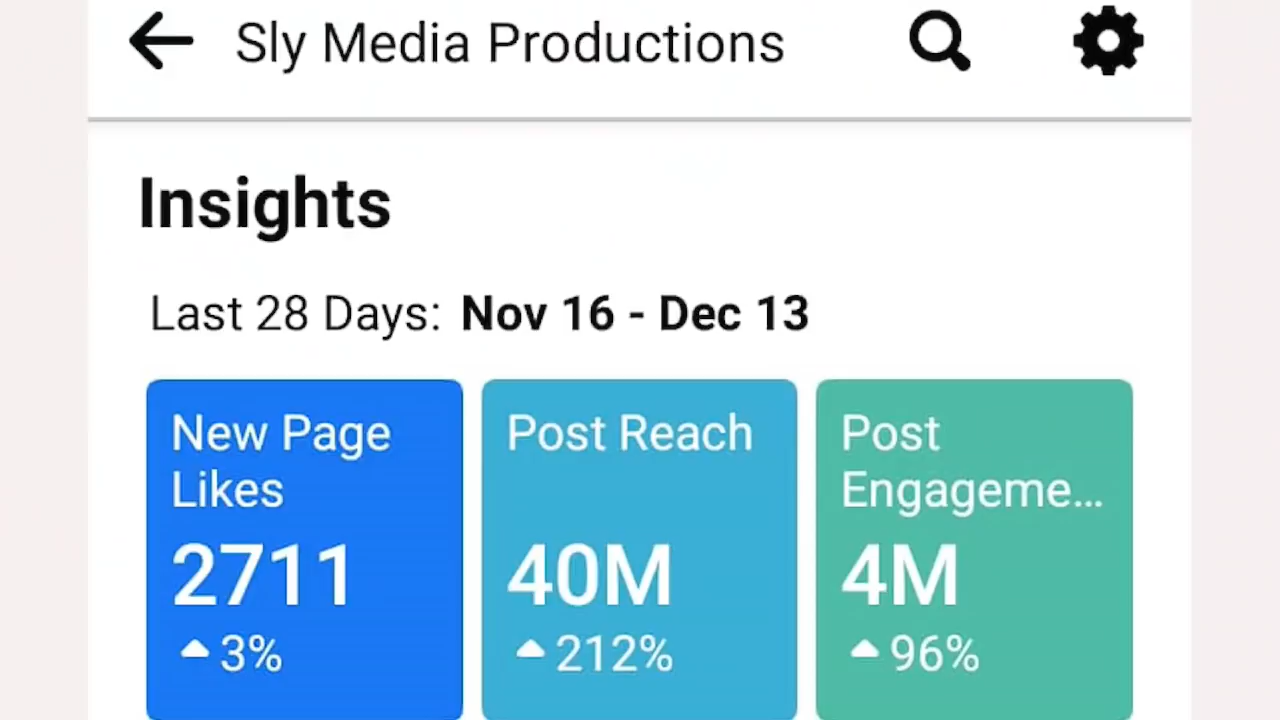 Sly Media Productions
Insights
Last 28 Days: Nov 16 - Dec 13
New Page
Likes
2711
3%
Post Reach
40M
212%
Post
Engageme...
4M
96%